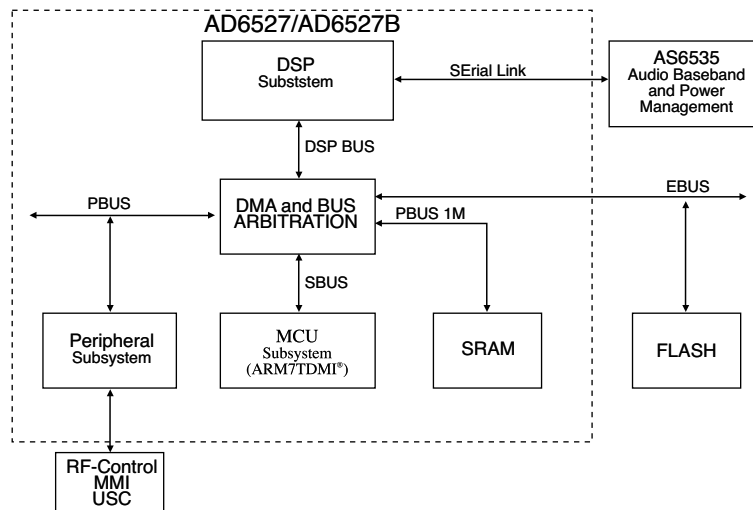 AD6527/AD6527B
DSP
Subststem
SErial Link
AS6535
Audio Baseband
and Power
Management
DSP BUS
DMA and BUS
ARBITRATION
EBUS
PBUS
PBUS 1M
SBUS
Peripheral
Subsystem
MCU
Subsystem
(ARM7TDMI®)
SRAM
FLASH
RF-Control
MMI
USC